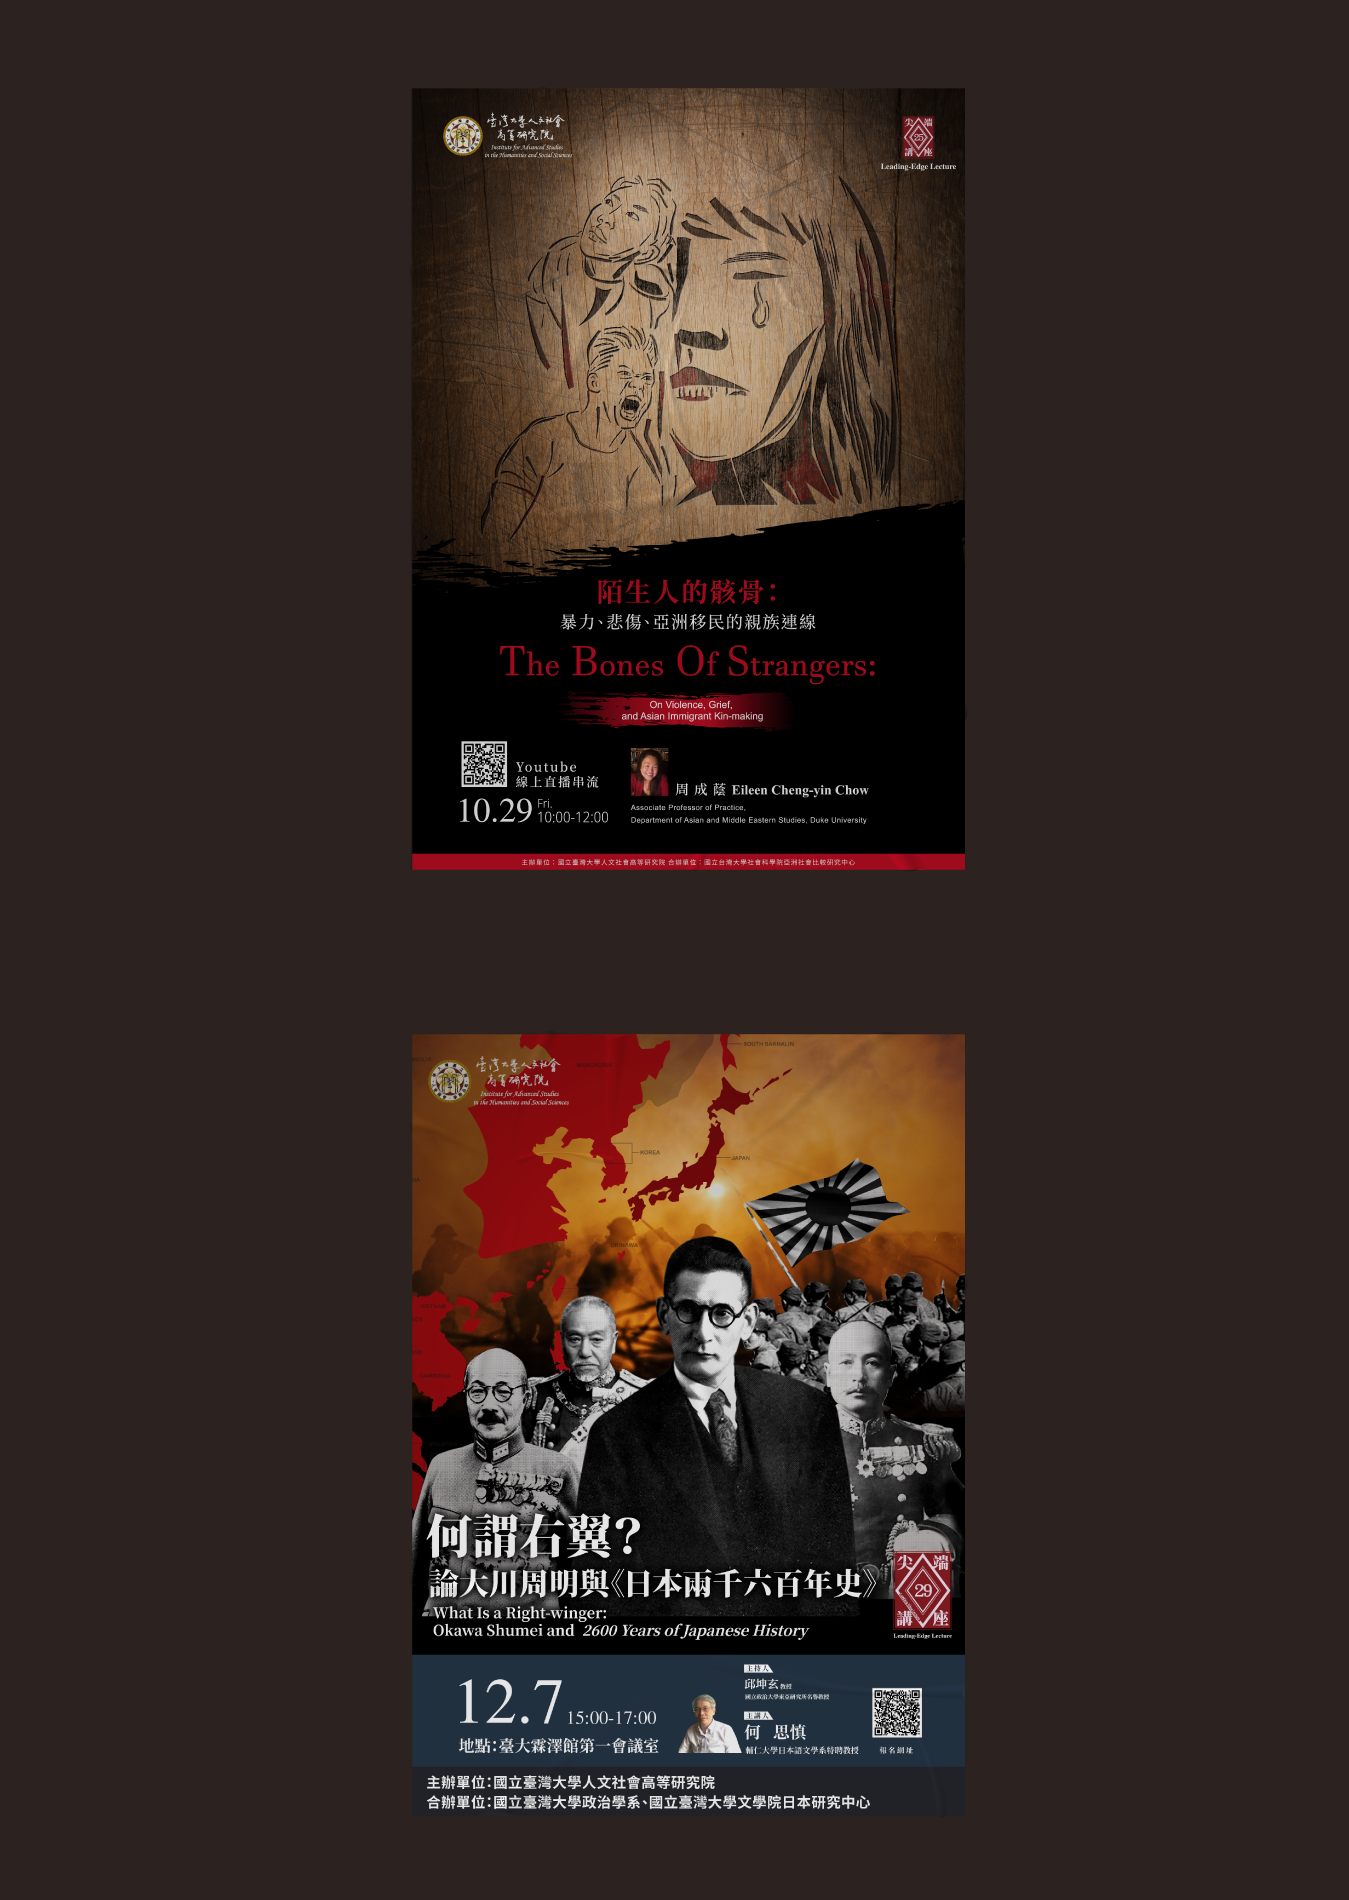 臺灣大學人文社會
高等研究院
Institute for Advanced Studies
in the Humanities and Social Sciences
尖端
25
講座
Leading-Edge Lecture
陌生人的骸骨：
暴力、悲傷、亞洲移民的親族連線
The Bones Of Strangers:
On Violence, Grief,
and Asian Immigrant Kin-making
Youtube
線上直播串流
10.29 Fri. 10:00-12:00
周成蔭 Eileen Cheng-yin Chow
Associate Professor of Practice,
Department of Asian and Middle Eastern Studies, Duke University
主辦單位：國立臺灣大學人文社會高等研究院 合辦單位：國立台灣大學社會科學院亞洲社會比較研究中心
臺灣大學人文社會
高等研究院
Institute for Advanced Studies
in the Humanities and Social Sciences
SOUTH SAKHALIN
KOREA
JAPAN
OKINAWA
VIETNAM
何謂右翼？
論大川周明與《日本兩千六百年史》
What Is a Right-winger:
Okawa Shumei and 2600 Years of Japanese History
尖端
29
講座
Leading-Edge Lecture
12.7 15:00-17:00
地點：臺大霖澤館第一會議室
主持人
邱坤玄 教授
國立政治大學東亞研究所名譽教授
主講人
何思慎
輔仁大學日本語文學系特聘教授
報名網址
主辦單位：國立臺灣大學人文社會高等研究院
合辦單位：國立臺灣大學政治學系、國立臺灣大學文學院日本研究中心